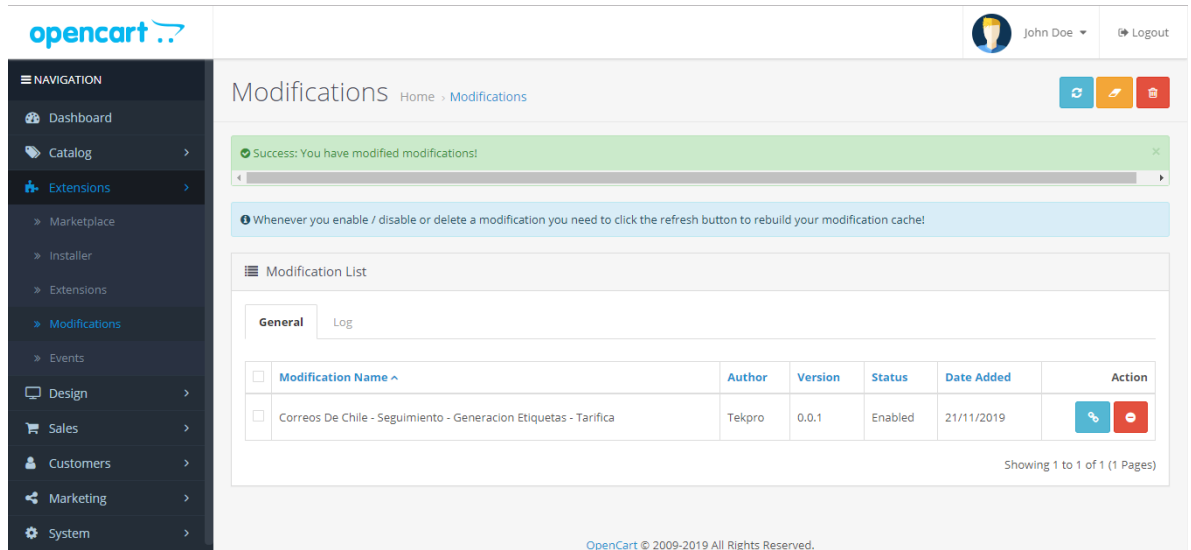 opencart
John Doe
Logout
NAVIGATION
Dashboard
Catalog
Extensions
Marketplace
Installer
Extensions
Modifications
Events
Design
Sales
Customers
Marketing
System
Modifications Home › Modifications
Success: You have modified modifications!
×
Whenever you enable / disable or delete a modification you need to click the refresh button to rebuild your modification cache!
Modification List
General Log
Modification Name Author Version Status Date Added Action
Correos De Chile - Seguimiento - Generacion Etiquetas - Tarifica Tekpro 0.0.1 Enabled 21/11/2019
Showing 1 to 1 of 1 (1 Pages)
OpenCart © 2009-2019 All Rights Reserved.